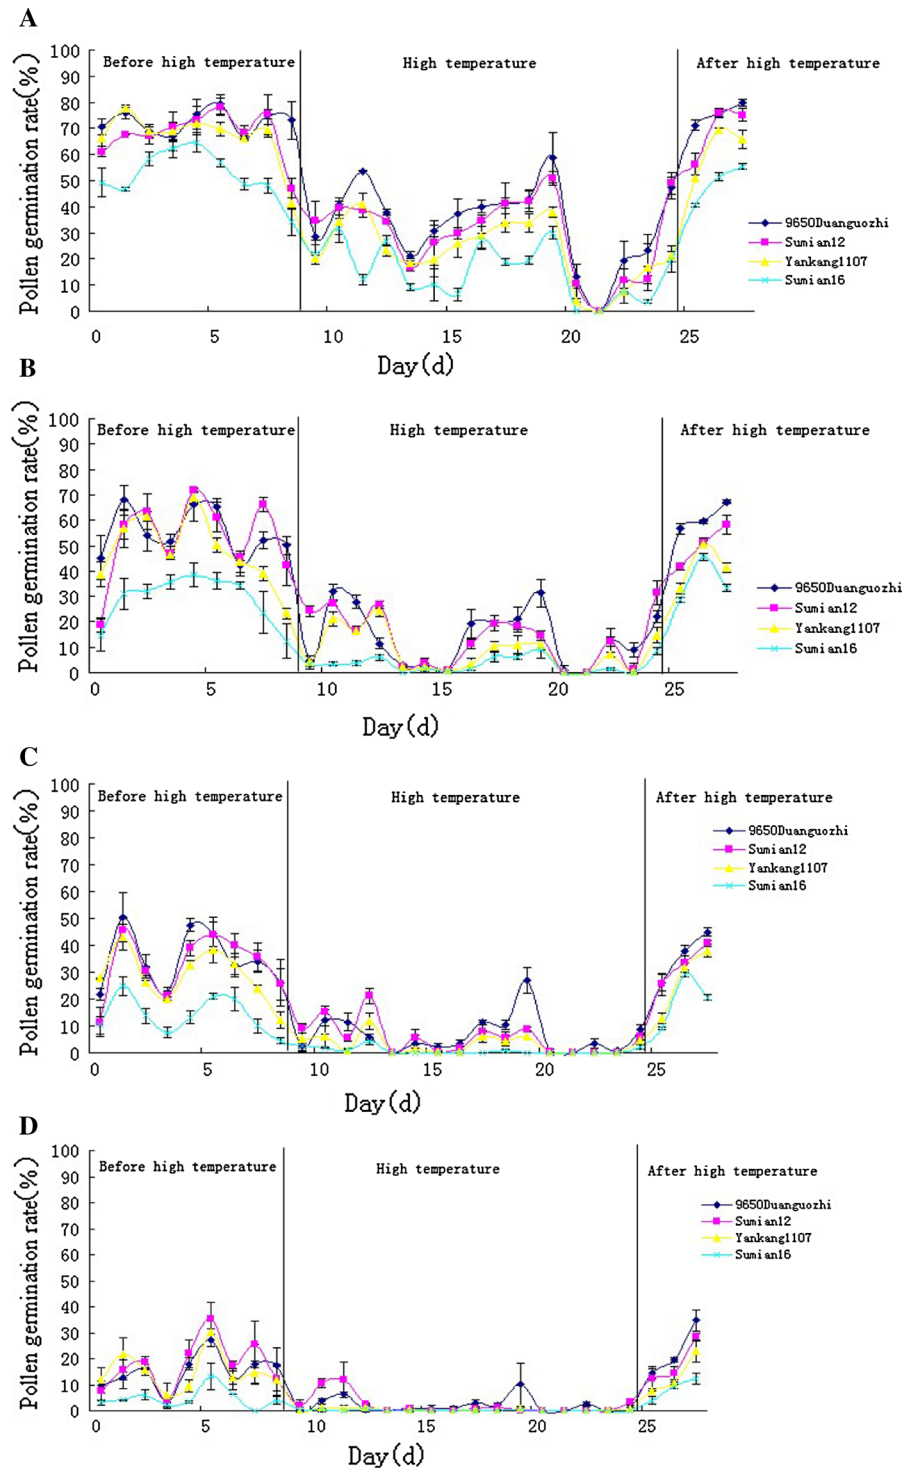 A
Pollen germination rate(%)
100
90
80
70
60
50
40
30
20
10
0
Before high temperature
High temperature
After high temperature
9650Duanguozhi
Sumian12
Yankang1107
Sumian16
0 5 10 15 20 25
Day(d)
B
Pollen germination rate(%)
100
90
80
70
60
50
40
30
20
10
0
Before high temperature
High temperature
After high temperature
9650Duanguozhi
Sumian12
Yankang1107
Sumian16
0 5 10 15 20 25
Day(d)
C
Pollen germination rate(%)
100
90
80
70
60
50
40
30
20
10
0
Before high temperature
High temperature
After high temperature
9650Duanguozhi
Sumian12
Yankang1107
Sumian16
0 5 10 15 20 25
Day(d)
D
Pollen germination rate(%)
100
90
80
70
60
50
40
30
20
10
0
Before high temperature
High temperature
After high temperature
9650Duanguozhi
Sumian12
Yankang1107
Sumian16
0 5 10 15 20 25
Day(d)